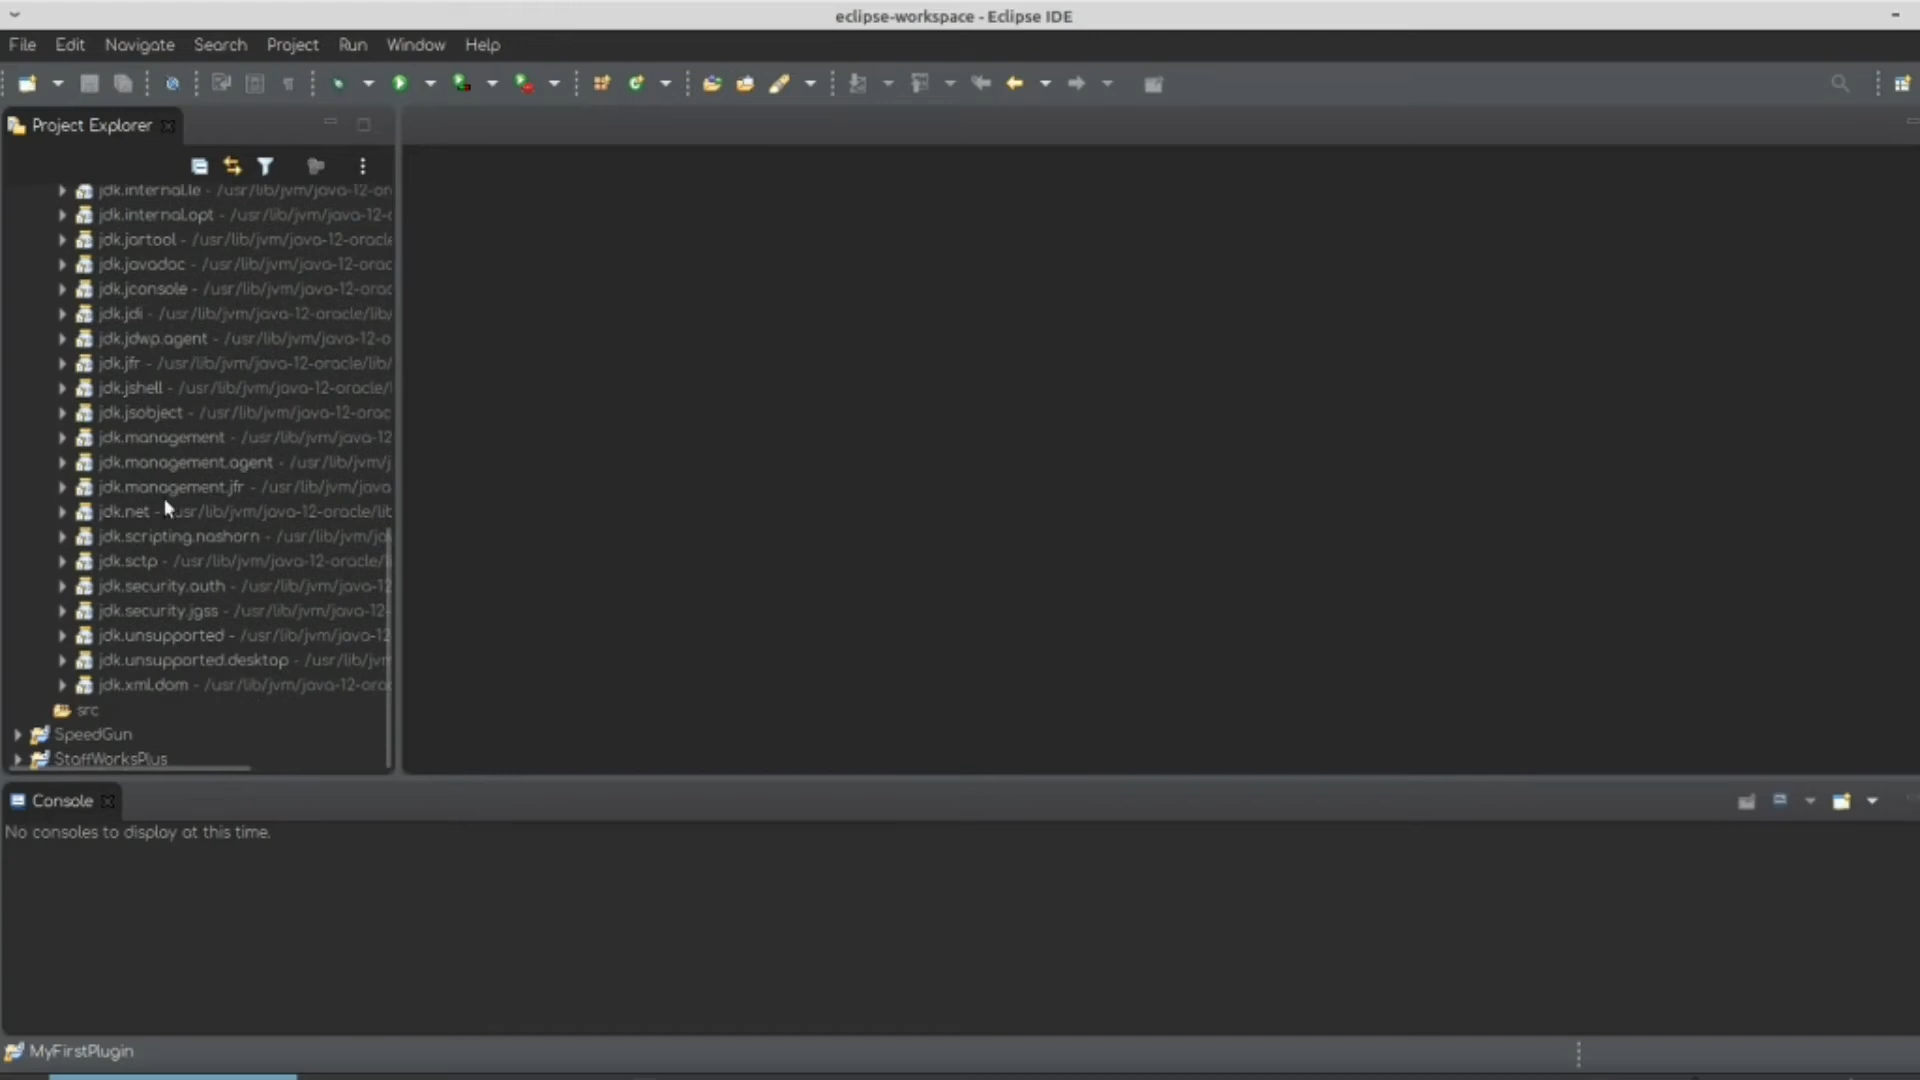 eclipse-workspace - Eclipse IDE
File Edit Navigate Search Project Run Window Help
Project Explorer
jdk.internal.le - /usr/lib/jvm/java-12-or
jdk.internal.opt - /usr/lib/jvm/java-12-
jdk.jartool - /usr/lib/jvm/java-12-oracle
jdk.javadoc - /usr/lib/jvm/java-12-orac
jdk.jconsole - /usr/lib/jvm/java-12-orac
jdk.jdi - /usr/lib/jvm/java-12-oracle/lib/
jdk.jdwp.agent - /usr/lib/jvm/java-12-o
jdk.jfr - /usr/lib/jvm/java-12-oracle/lib/
jdk.jshell - /usr/lib/jvm/java-12-oracle/
jdk.jsobject - /usr/lib/jvm/java-12-orac
jdk.management - /usr/lib/jvm/java-12
jdk.management.agent - /usr/lib/jvm/j
jdk.management.jfr - /usr/lib/jvm/java
jdk.net - /usr/lib/jvm/java-12-oracle/lib
jdk.scripting.nashorn - /usr/lib/jvm/ja
jdk.sctp - /usr/lib/jvm/java-12-oracle/l
jdk.security.auth - /usr/lib/jvm/java-12
jdk.security.jgss - /usr/lib/jvm/java-12-
jdk.unsupported - /usr/lib/jvm/java-12
jdk.unsupported.desktop - /usr/lib/jvm
jdk.xml.dom - /usr/lib/jvm/java-12-orac
src
SpeedGun
StaffWorksPlus
Console
No consoles to display at this time.
MyFirstPlugin